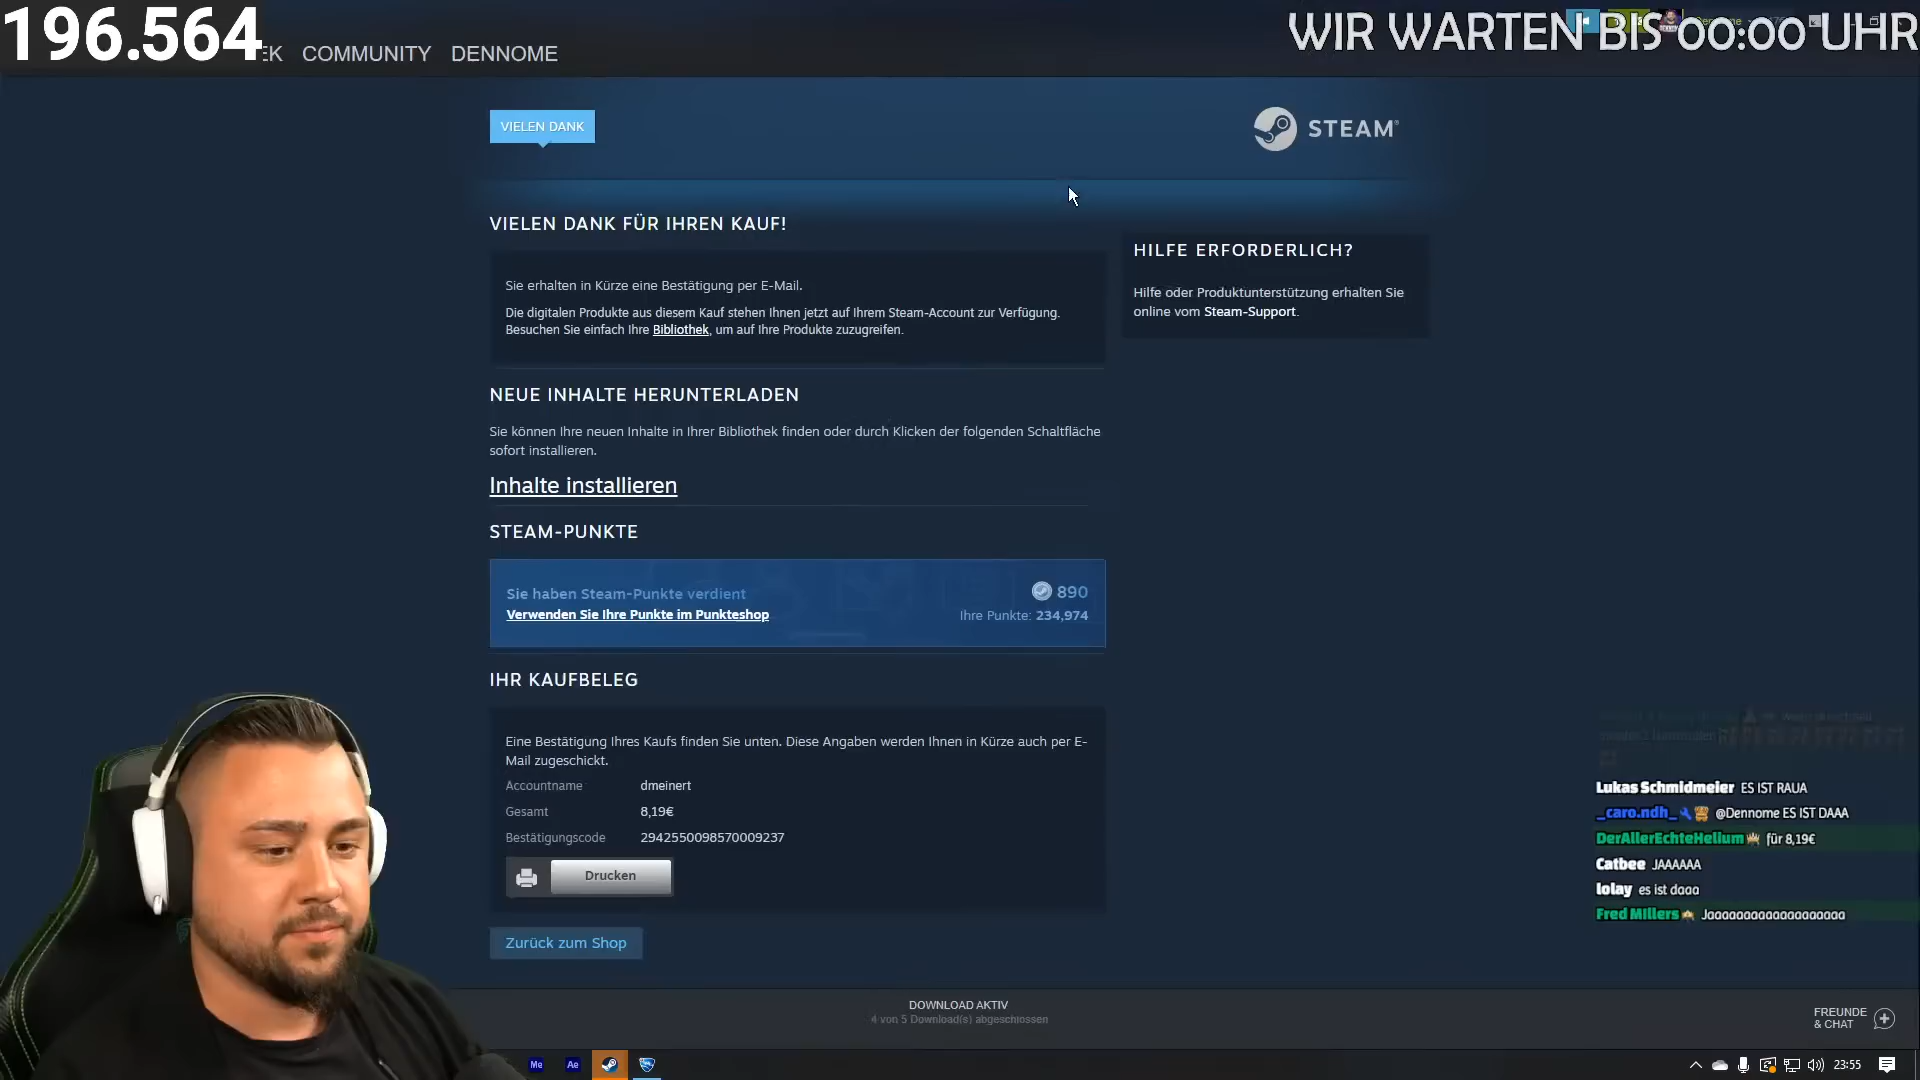 196.564
EK COMMUNITY DENNOME
WIR WARTEN BIS 00:00 UHR
VIELEN DANK
STEAM®
VIELEN DANK FÜR IHREN KAUF!
Sie erhalten in Kürze eine Bestätigung per E-Mail.
Die digitalen Produkte aus diesem Kauf stehen Ihnen jetzt auf Ihrem Steam-Account zur Verfügung.
Besuchen Sie einfach Ihre Bibliothek, um auf Ihre Produkte zuzugreifen.
HILFE ERFORDERLICH?
Hilfe oder Produktunterstützung erhalten Sie
online vom Steam-Support.
NEUE INHALTE HERUNTERLADEN
Sie können Ihre neuen Inhalte in Ihrer Bibliothek finden oder durch Klicken der folgenden Schaltfläche
sofort installieren.
Inhalte installieren
STEAM-PUNKTE
Sie haben Steam-Punkte verdient 890
Verwenden Sie Ihre Punkte im Punkteshop Ihre Punkte: 234,974
IHR KAUFBELEG
Eine Bestätigung Ihres Kaufs finden Sie unten. Diese Angaben werden Ihnen in Kürze auch per E-
Mail zugeschickt.
Accountname dmeinert
Gesamt 8,19€
Bestätigungscode 2942550098570009237
Drucken
Zurück zum Shop
Lukas Schmidmeier ES IST RAUA
_caro.ndh_ @Dennome ES IST DAAA
DerAllerEchteHelium für 8,19€
Catbee JAAAAAA
lolay es ist daaa
Fred Millers Jaaaaaaaaaaaaaaaaaaa
DOWNLOAD AKTIV
4 von 5 Download(s) abgeschlossen
FREUNDE
& CHAT
Me Ae
23:55